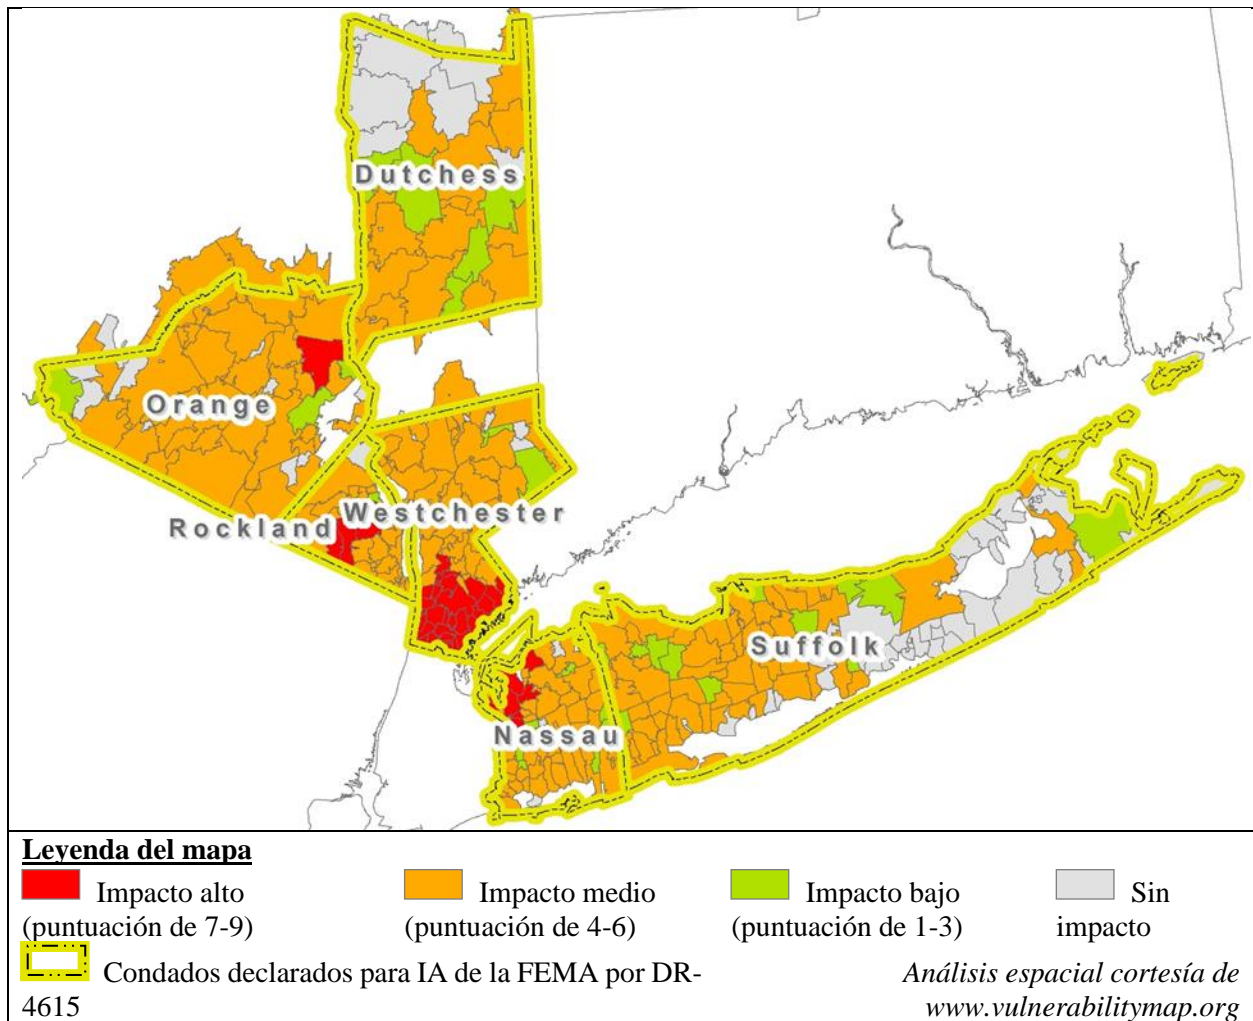 Dutchess
Orange
Rockland
Westchester
Suffolk
Nassau
Leyenda del mapa
Impacto alto
(puntuación de 7-9)
Impacto medio
(puntuación de 4-6)
Impacto bajo
(puntuación de 1-3)
Sin
impacto
Condados declarados para IA de la FEMA por DR-
4615
Análisis espacial cortesía de
www.vulnerabilitymap.org